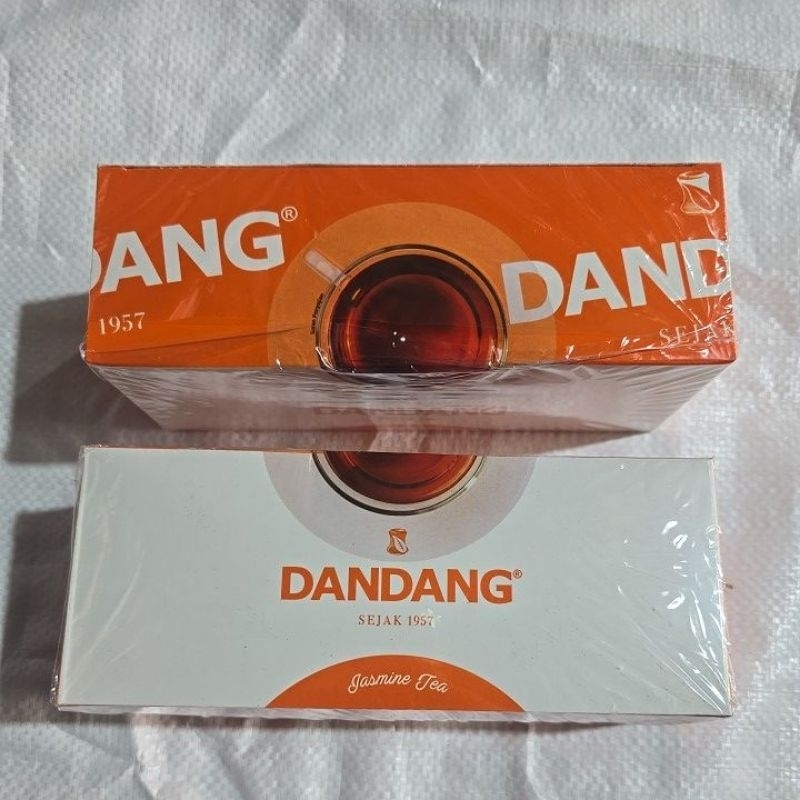 DANG®
1957
DAND
SEJAK
DANDANG®
SEJAK 1957
Jasmine Tea